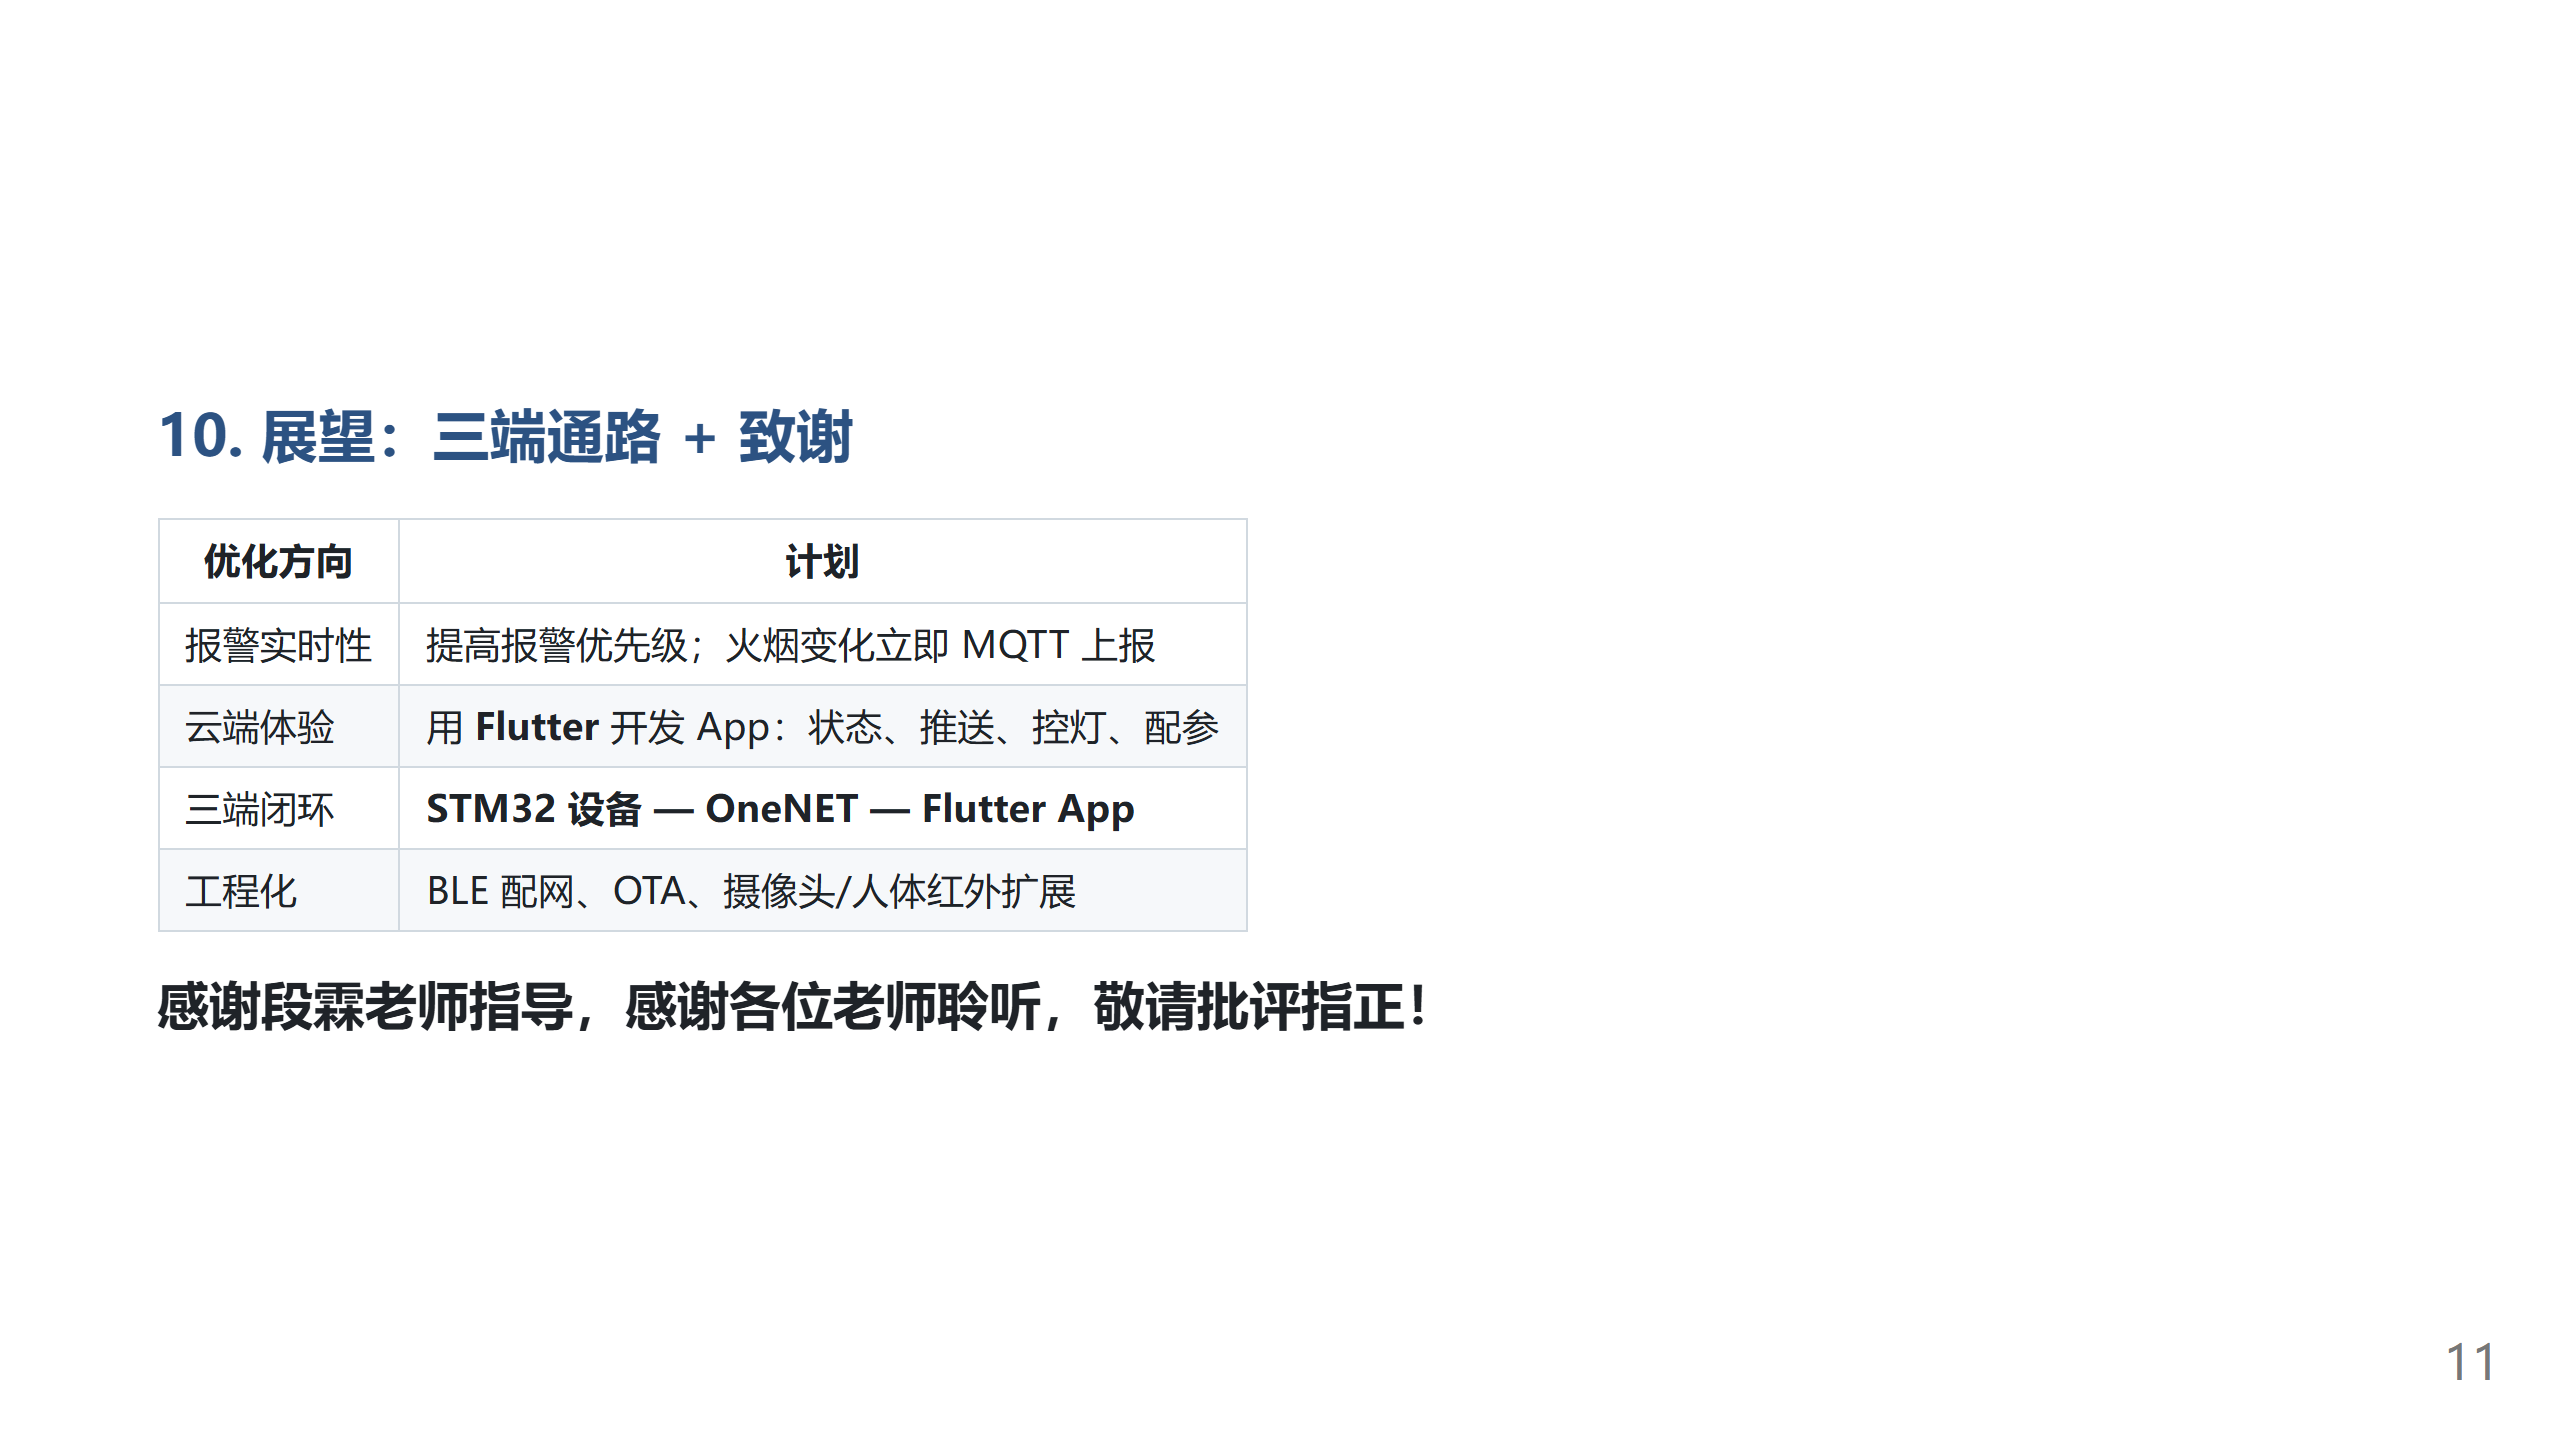 10. 展望：三端通路 + 致谢
优化方向 计划
报警实时性 提高报警优先级；火烟变化立即 MQTT 上报
云端体验 用 Flutter 开发 App：状态、推送、控灯、配参
三端闭环 STM32 设备 — OneNET — Flutter App
工程化 BLE 配网、OTA、摄像头/人体红外扩展
感谢段霖老师指导，感谢各位老师聆听，敬请批评指正！
11